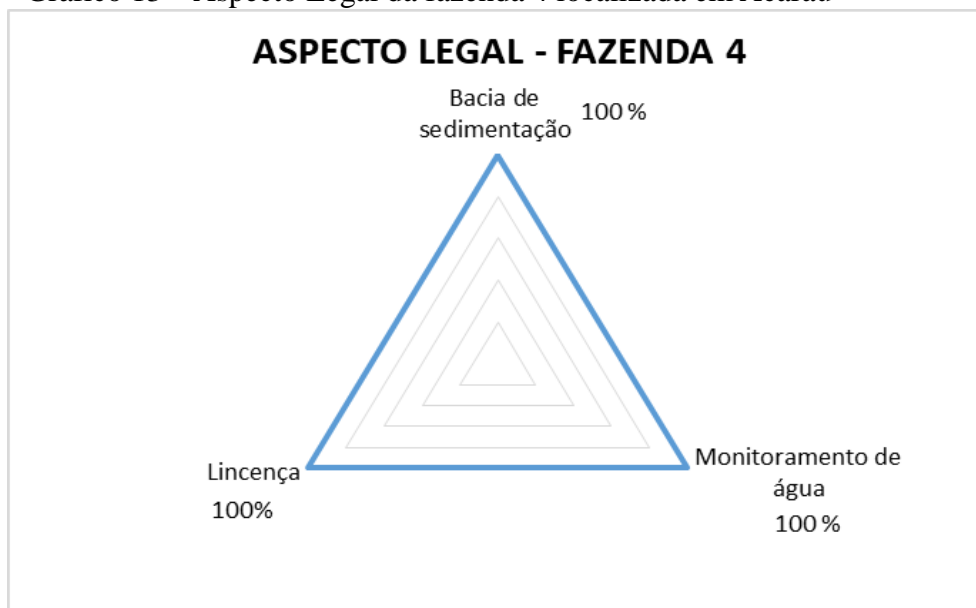 ASPECTO LEGAL - FAZENDA 4
Bacia de
sedimentação
100 %
Lincença
100%
Monitoramento de
água
100 %